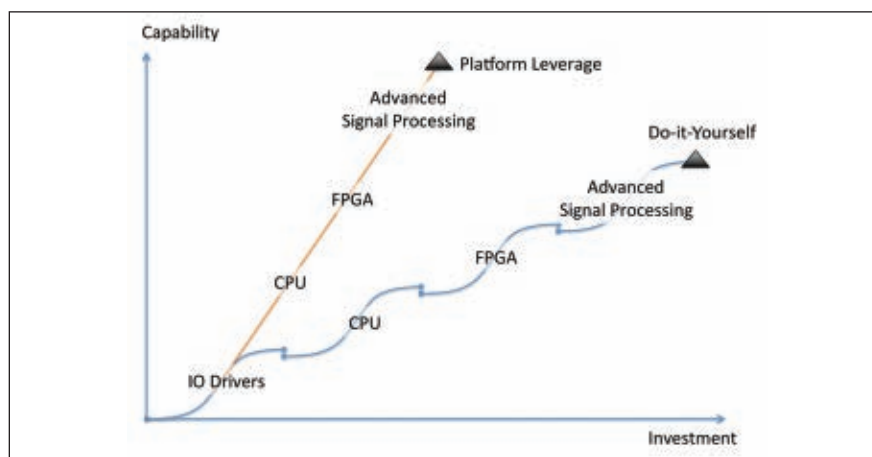 Capability
Platform Leverage
Advanced
Signal Processing
Do-it-Yourself
Advanced
Signal Processing
FPGA
FPGA
CPU
CPU
IO Drivers
Investment